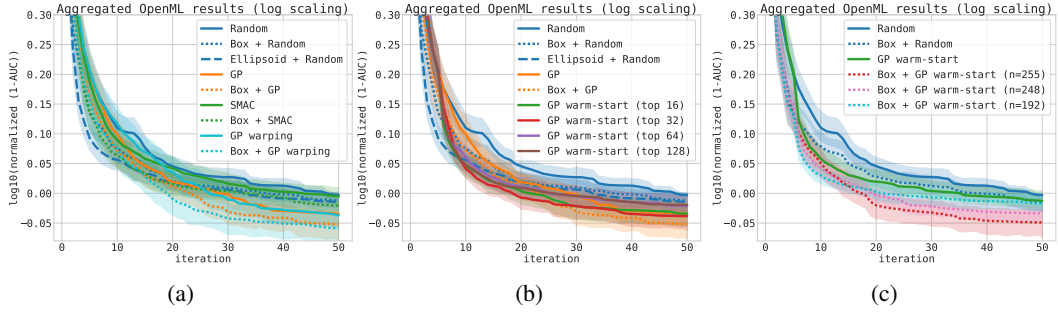 Aggregated OpenML results (log scaling)
log10(normalized (1-AUC))
0.30
0.25
0.20
0.15
0.10
0.05
0.00
−0.05
0 10 20 30 40 50
iteration
Random
Box + Random
Ellipsoid + Random
GP
Box + GP
SMAC
Box + SMAC
GP warping
Box + GP warping
(a)
Aggregated OpenML results (log scaling)
log10(normalized (1-AUC))
0.30
0.25
0.20
0.15
0.10
0.05
0.00
−0.05
0 10 20 30 40 50
iteration
Random
Box + Random
Ellipsoid + Random
GP
Box + GP
GP warm-start (top 16)
GP warm-start (top 32)
GP warm-start (top 64)
GP warm-start (top 128)
(b)
Aggregated OpenML results (log scaling)
log10(normalized (1-AUC))
0.30
0.25
0.20
0.15
0.10
0.05
0.00
−0.05
0 10 20 30 40 50
iteration
Random
Box + Random
GP warm-start
Box + GP warm-start (n=255)
Box + GP warm-start (n=248)
Box + GP warm-start (n=192)
(c)